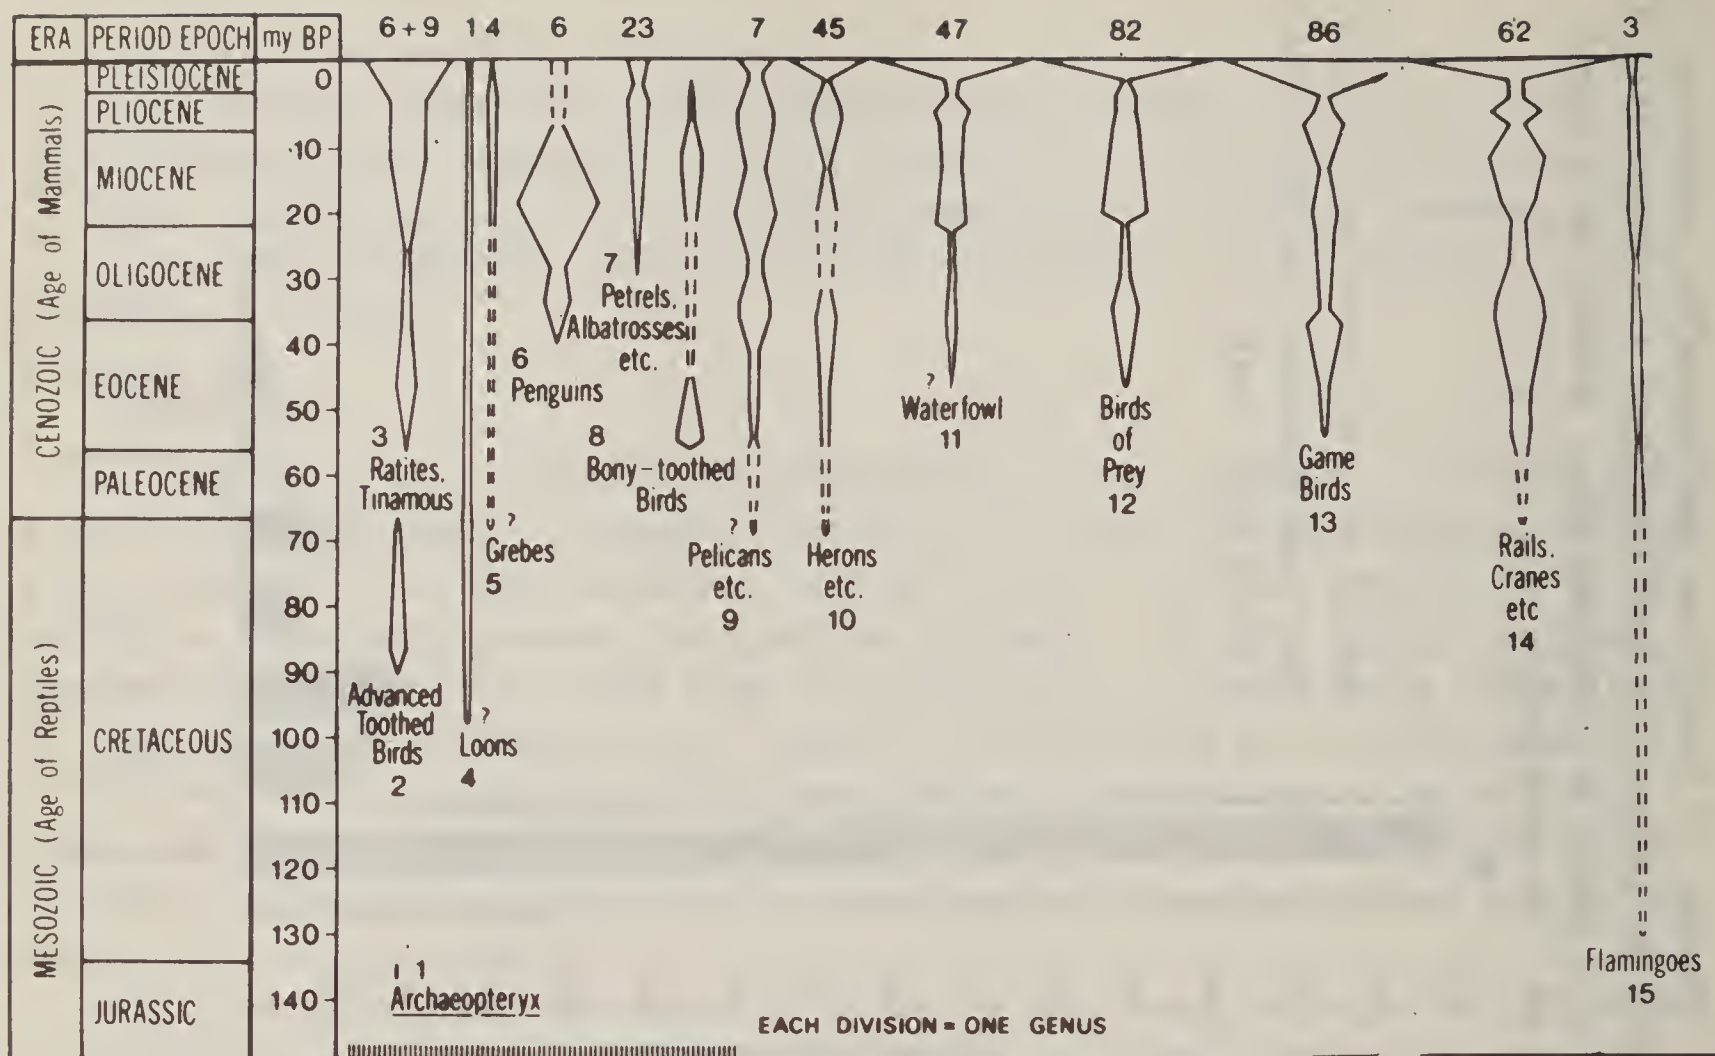 ERA PERIOD EPOCH my BP 6 + 9 1 4 6 23 7 45 47 82 86 62 3
CENOZOIC (Age of Mammals)
MESOZOIC (Age of Reptiles)
PLEISTOCENE
PLIOCENE
MIOCENE
OLIGOCENE
EOCENE
PALEOCENE
CRETACEOUS
JURASSIC
0
10
20
30
40
50
60
70
80
90
100
110
120
130
140
1
Archaeopteryx
Advanced
Toothed
Birds
2
3
Ratites,
Tinamous
?
Loons
4
?
Grebes
5
6
Penguins
7
Petrels,
Albatrosses
etc.
8
Bony-toothed
Birds
?
Pelicans
etc.
9
Herons
etc.
10
?
Waterfowl
11
Birds
of
Prey
12
Game
Birds
13
Rails.
Cranes
etc
14
Flamingoes
15
EACH DIVISION = ONE GENUS